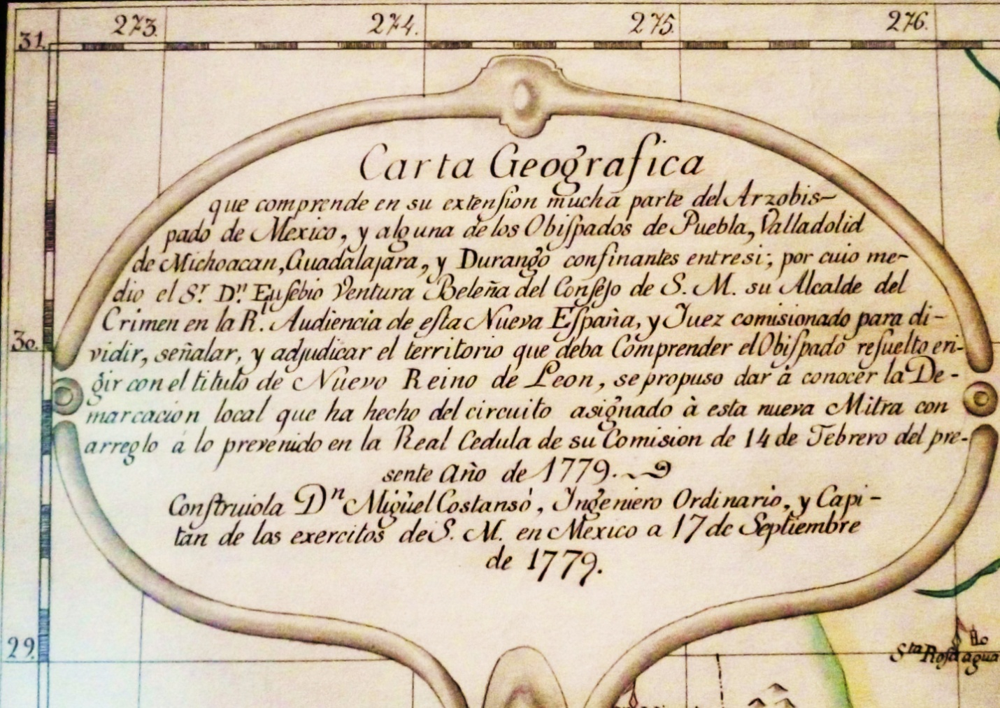 273.
274.
275.
276.
31.
Carta Geografica
que comprende en su extenſion mucha parte del Arzobis-
pado de Mexico, y alguna de los Obiſpados de Puebla, Valladolid
de Michoacan, Guadalajara, y Durango confinantes entresi; por cuio me-
dio el S.r D.n Euſebio Ventura Beleña del Conſejo de S. M. su Alcalde del
Crimen en la R.l Audiencia de eſta Nueva Eſpaña, y Juez comisionado para di-
30.
vidir, señalar, y adjudicar el territorio que deba Comprender el Obiſpado reſuelto eri-
gir con el titulo de Nuevo Reino de Leon, se propuso dar à conocer la De-
marcacion local que ha hecho del circuito asignado à esta nueva Mitra con
arreglo á lo prevenido en la Real Cedula de su Comision de 14 de Febrero del pre-
sente año de 1779.
Conſtruiola Dn Miguel Costansó, Ingeniero Ordinario, y Capi-
tan de los exercitos de S. M. en Mexico a 17 de Septiembre
de 1779.
29.
Sta Roſa agua